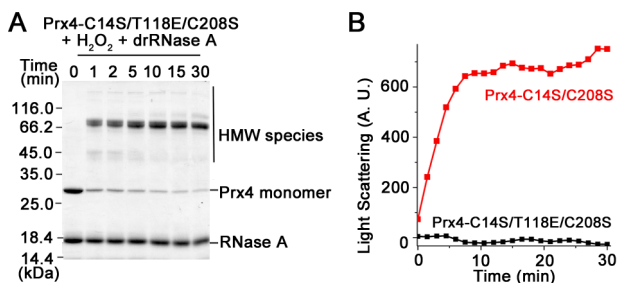 A
Prx4-C14S/T118E/C208S
+ H2O2 + drRNase A
Time
(min)
0 1 2 5 10 15 30
116.0
66.2
45.0
35.0
25.0
18.4
14.4
(kDa)
HMW species
Prx4 monomer
RNase A
B
Light Scattering (A. U.)
600
400
200
0
Prx4-C14S/C208S
Prx4-C14S/T118E/C208S
0 10 20 30
Time (min)